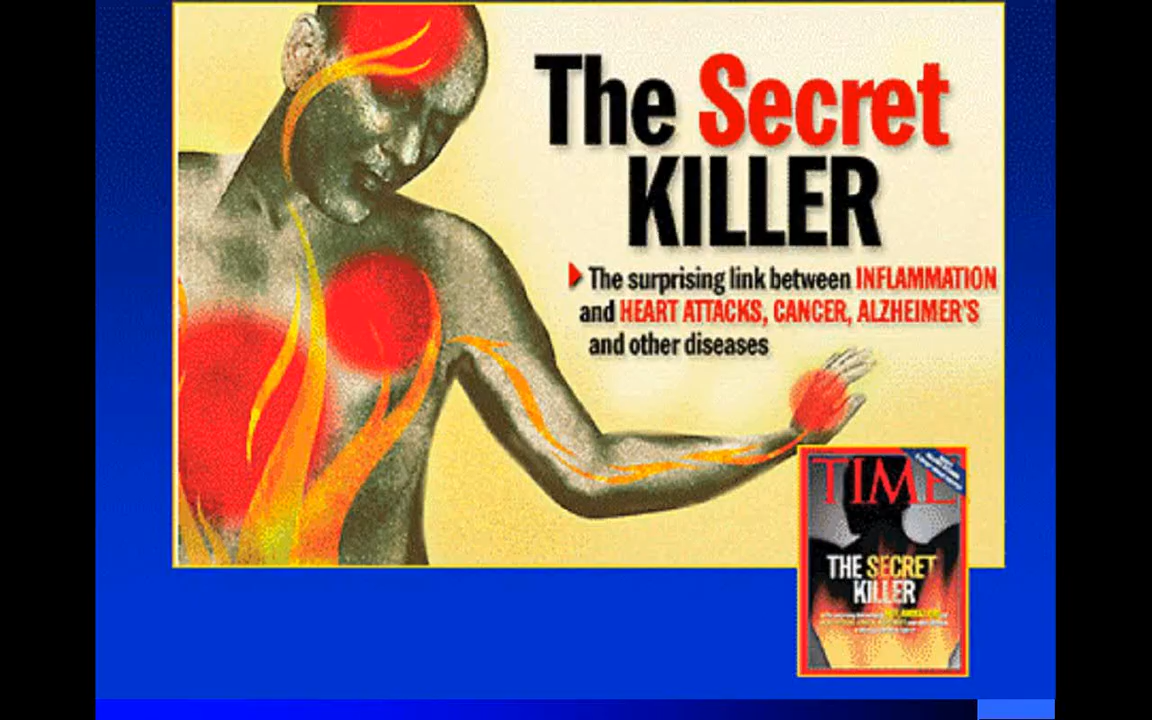 The Secret
KILLER
The surprising link between INFLAMMATION
and HEART ATTACKS, CANCER, ALZHEIMER'S
and other diseases
TIME
THE SECRET
KILLER